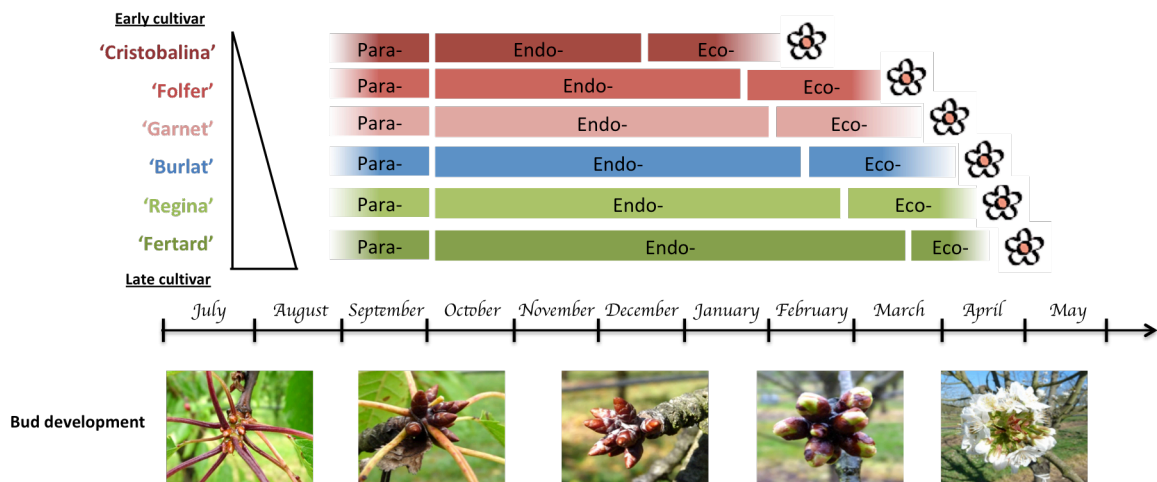 Early cultivar
‘Cristobalina’ Para- Endo- Eco-
‘Folfer’ Para- Endo- Eco-
‘Garnet’ Para- Endo- Eco-
‘Burlat’ Para- Endo- Eco-
‘Regina’ Para- Endo- Eco-
‘Fertard’ Para- Endo- Eco-
Late cultivar
July August September October November December January February March April May
Bud development